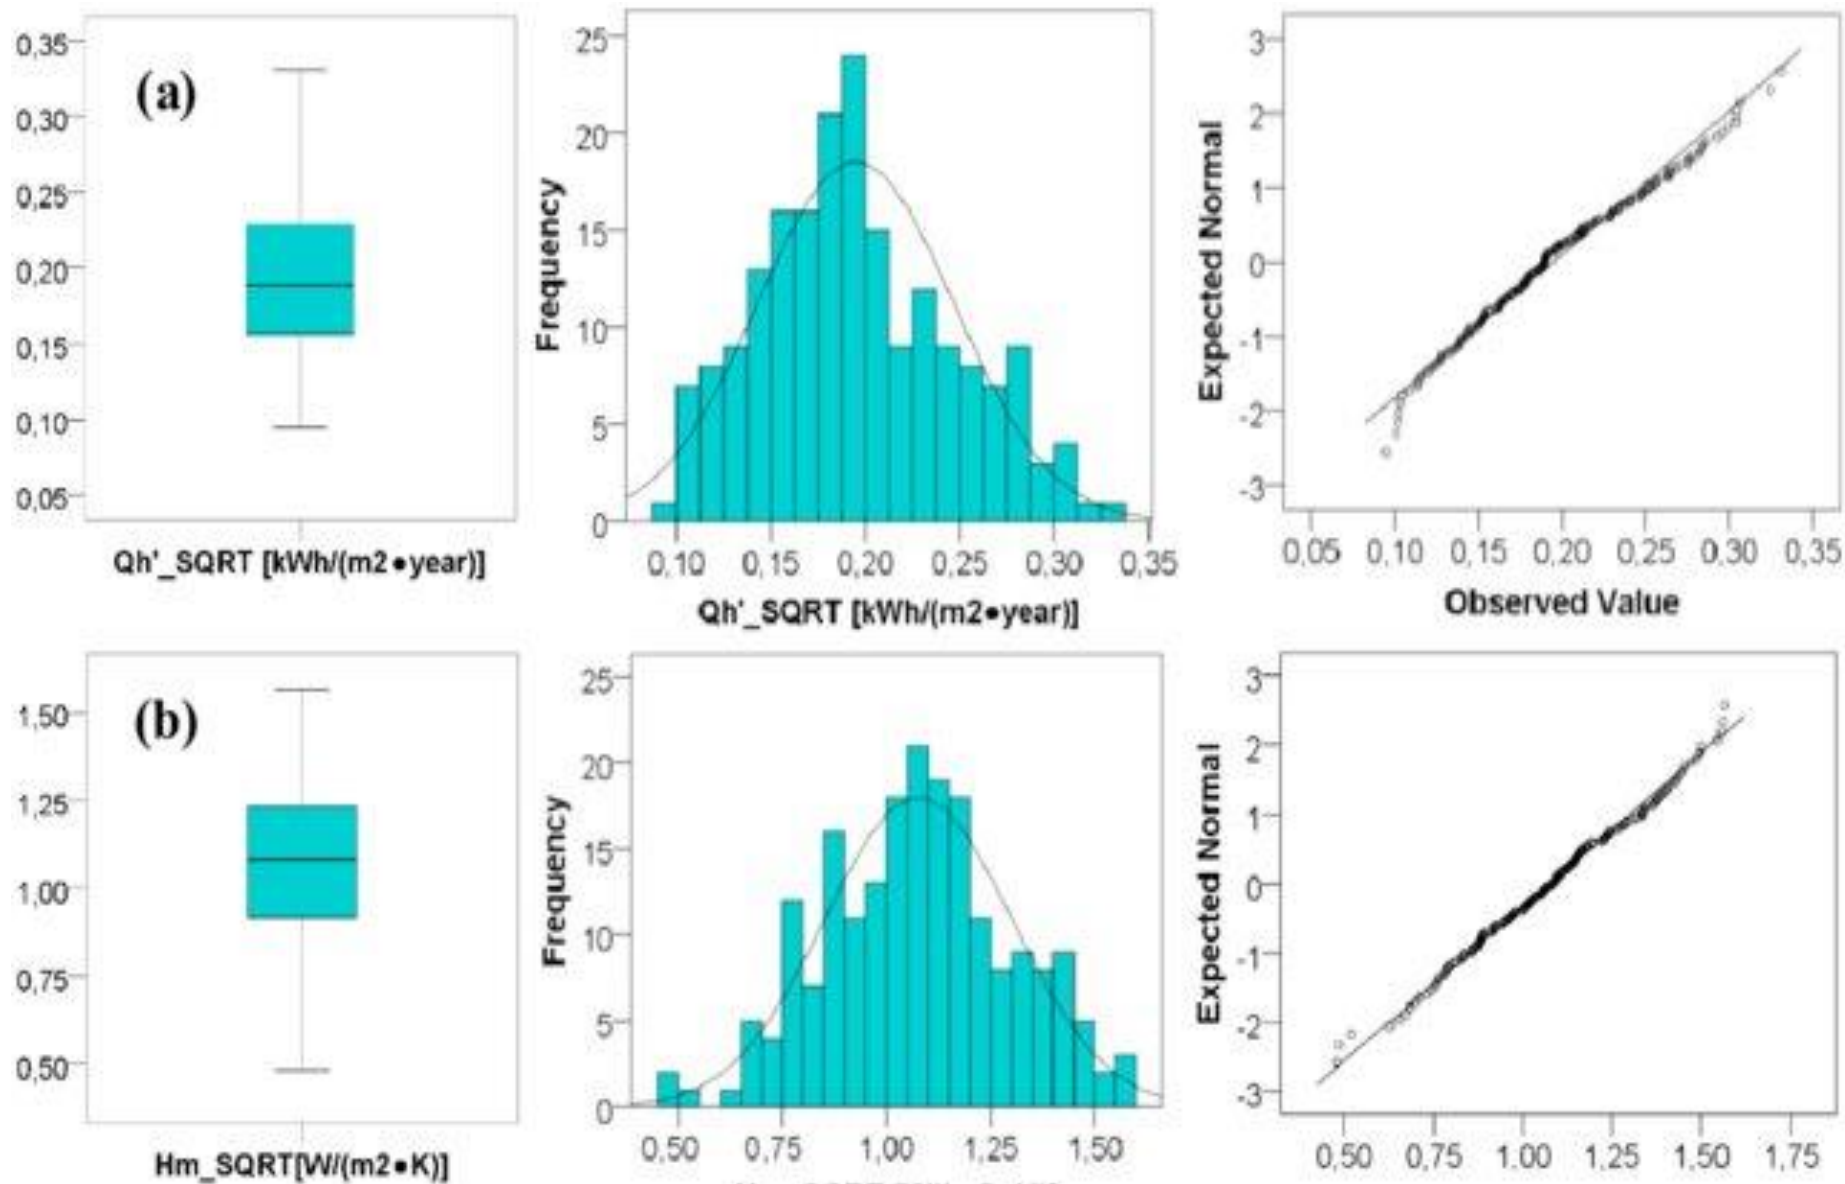 (a)
0,35
0,30
0,25
0,20
0,15
0,10
0,05
Qh'_SQRT [kWh/(m2●year)]
Frequency
25
20
15
10
5
0
0,10 0,15 0,20 0,25 0,30 0,35
Qh'_SQRT [kWh/(m2●year)]
Expected Normal
3
2
1
0
-1
-2
-3
0,05 0,10 0,15 0,20 0,25 0,30 0,35
Observed Value
(b)
1,50
1,25
1,00
0,75
0,50
Hm_SQRT[W/(m2●K)]
Frequency
25
20
15
10
5
0
0,50 0,75 1,00 1,25 1,50
Expected Normal
3
2
1
0
-1
-2
-3
0,50 0,75 1,00 1,25 1,50 1,75